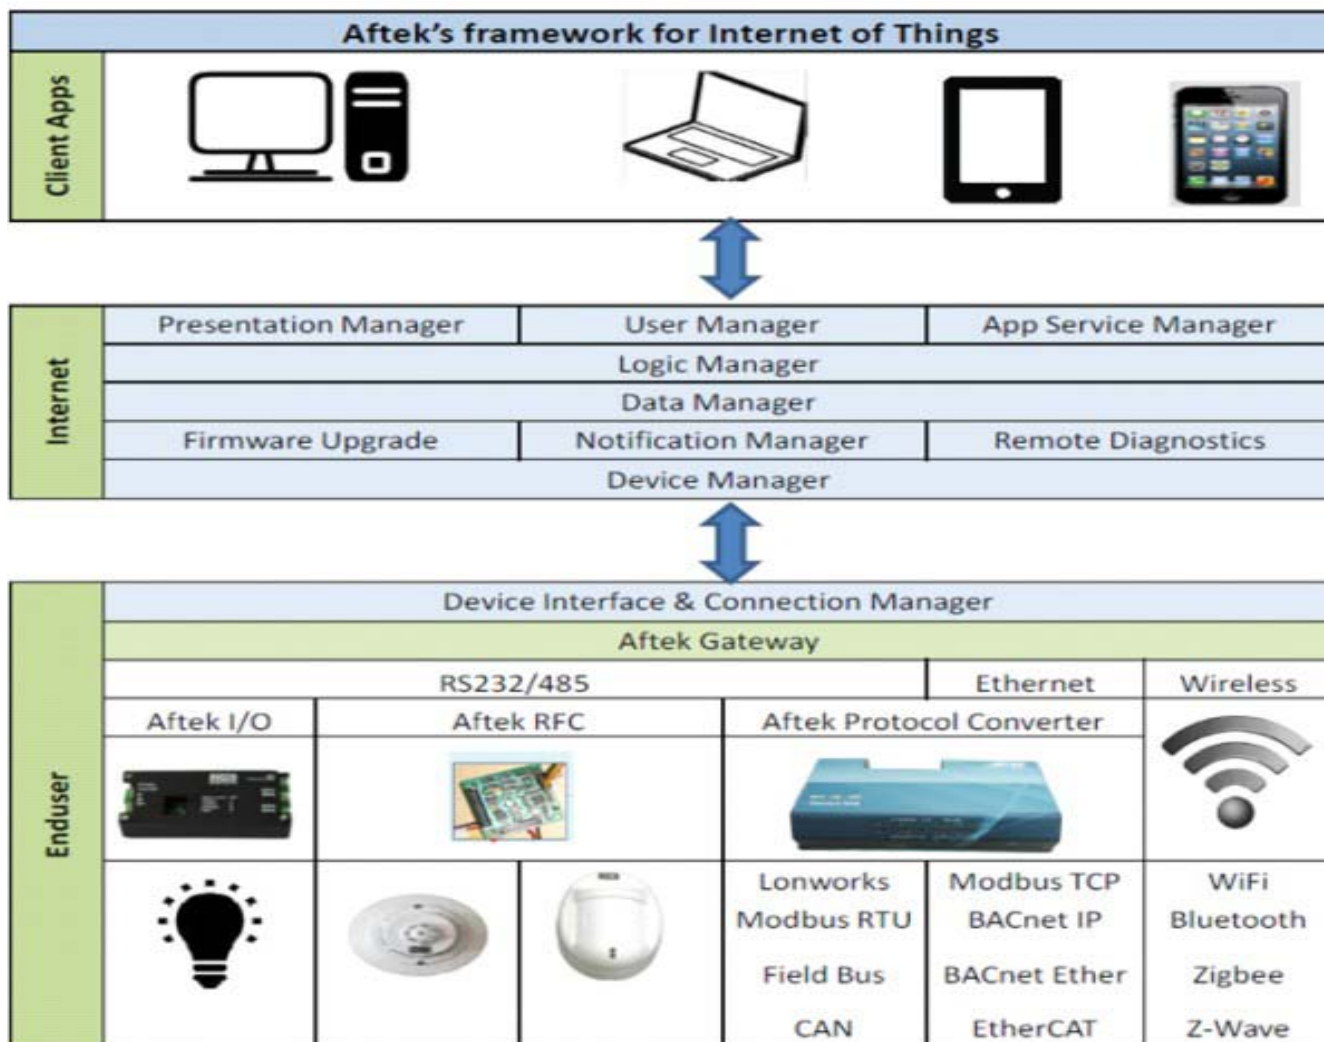 Aftek's framework for Internet of Things
Client Apps
Internet
Presentation Manager
User Manager
App Service Manager
Logic Manager
Data Manager
Firmware Upgrade
Notification Manager
Remote Diagnostics
Device Manager
Enduser
Device Interface & Connection Manager
Aftek Gateway
RS232/485
Ethernet
Wireless
Aftek I/O
Aftek RFC
Aftek Protocol Converter
Lonworks
Modbus TCP
WiFi
Modbus RTU
BACnet IP
Bluetooth
Field Bus
BACnet Ether
Zigbee
CAN
EtherCAT
Z-Wave